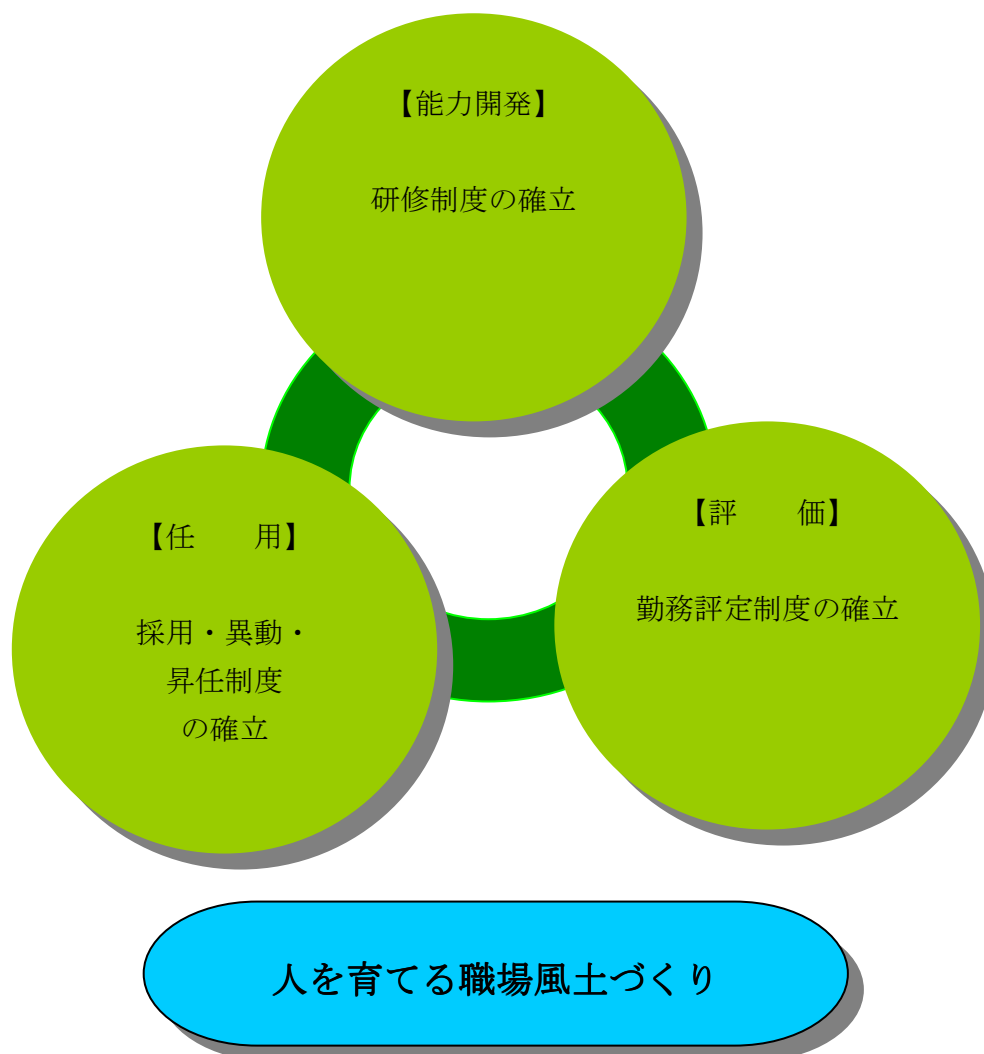 【能力開発】
研修制度の確立
【任　　用】
採用・異動・
昇任制度
の確立
【評　　価】
勤務評定制度の確立
人を育てる職場風土づくり